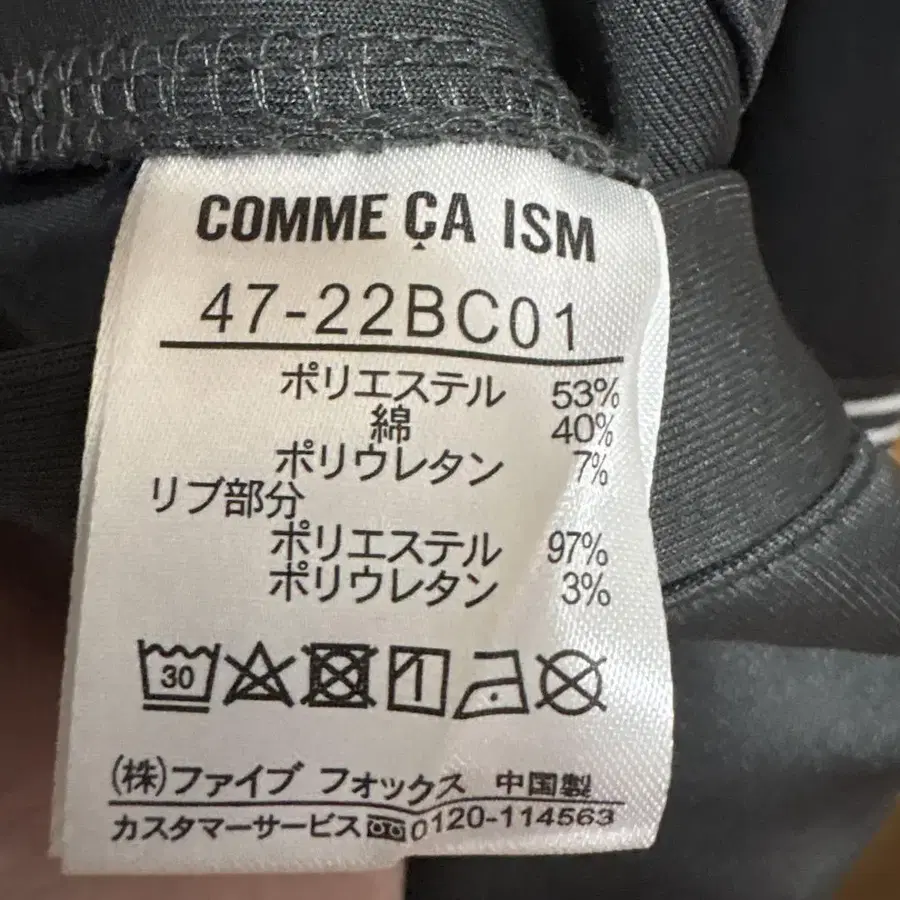 COMME ÇA ISM
47-22BC01
ポリエステル 53%
綿 40%
ポリウレタン 7%
リブ部分
ポリエステル 97%
ポリウレタン 3%
30
(株)ファイブ フォックス 中国製
カスタマーサービス 0120-114563